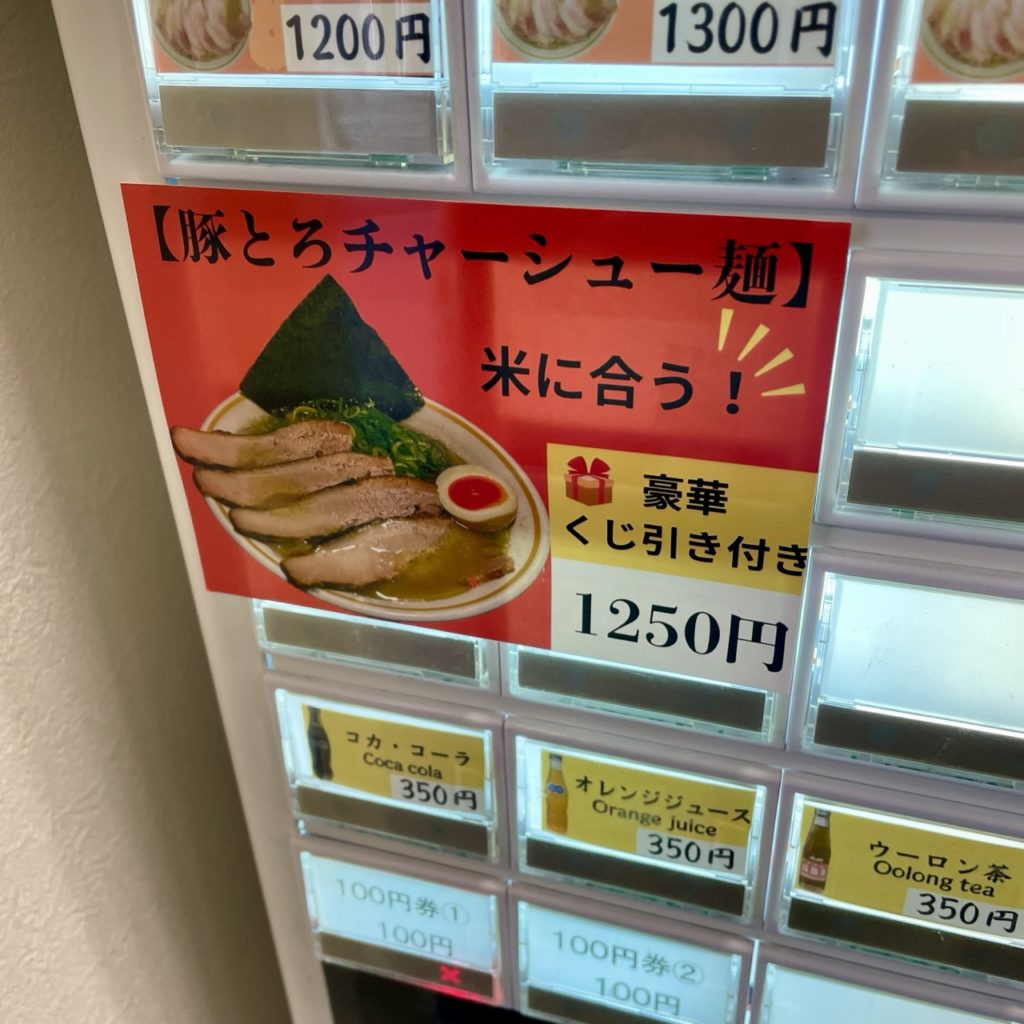 1200円
1300円
【豚とろチャーシュー麺】
米に合う！
豪華
くじ引き付き
1250円
コカ・コーラ
Coca cola
350円
オレンジジュース
Orange juice
350円
ウーロン茶
Oolong tea
350円
100円券①
100円
100円券②
100円